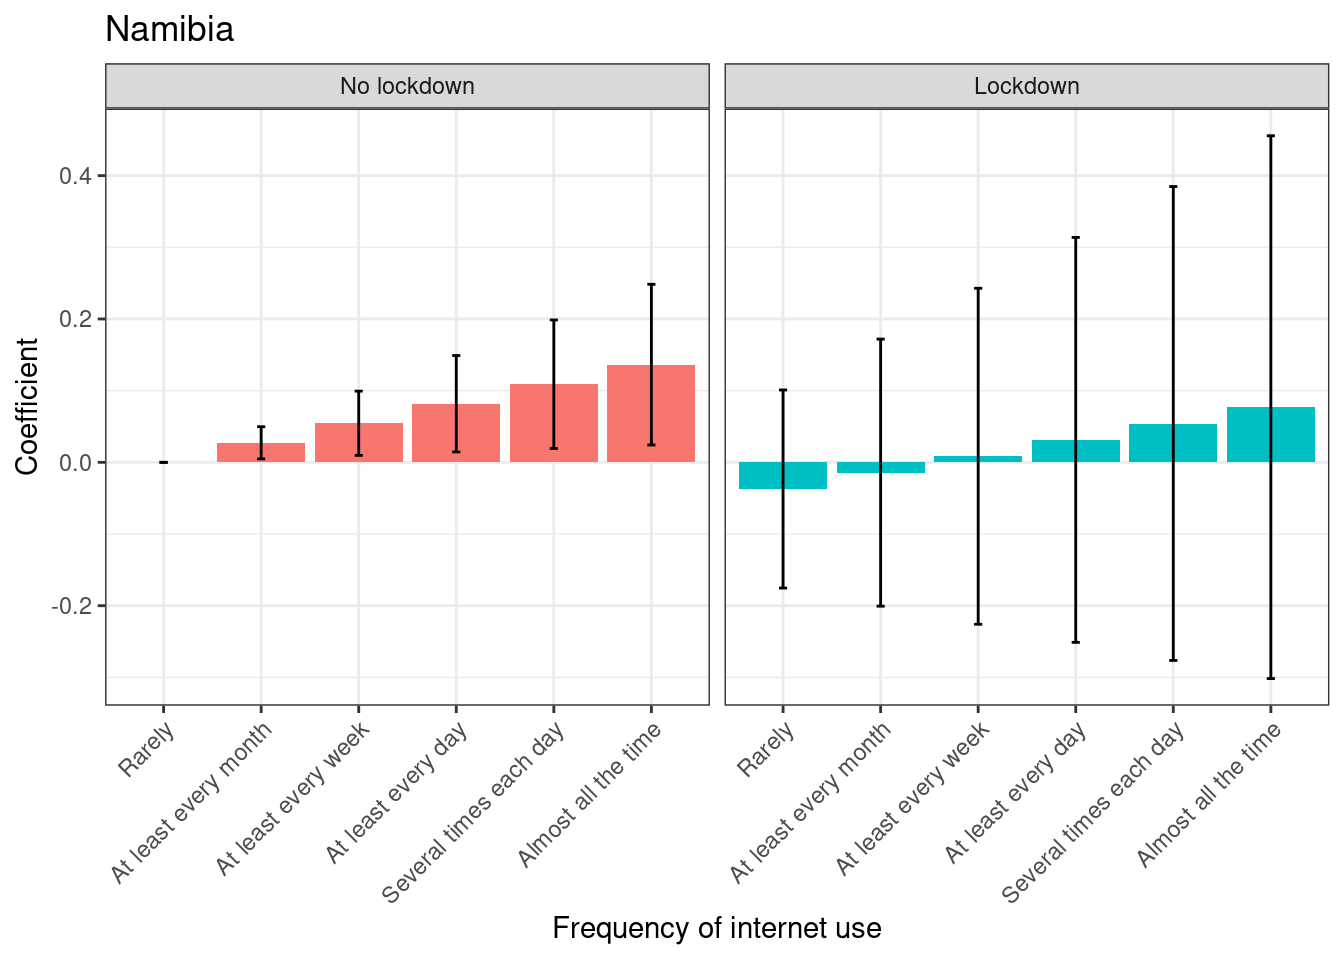 Namibia
No lockdown
Lockdown
Coefficient
0.4
0.2
0.0
-0.2
Rarely
At least every month
At least every week
At least every day
Several times each day
Almost all the time
Rarely
At least every month
At least every week
At least every day
Several times each day
Almost all the time
Frequency of internet use